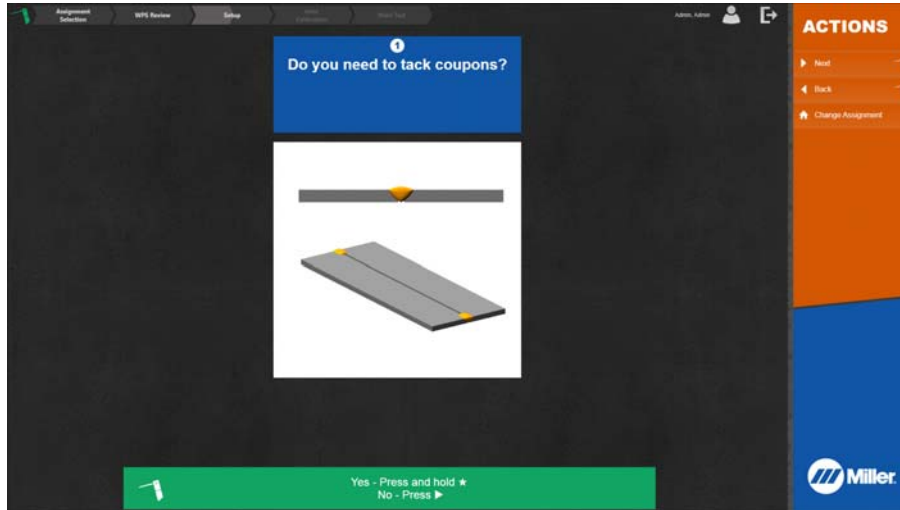 Assignment
Selection
WPS Review
Setup
Calibration
Admin, Admin
ACTIONS
Next
Back
Change Assignment
1
Do you need to tack coupons?
Yes - Press and hold ★
No - Press ▶
Miller